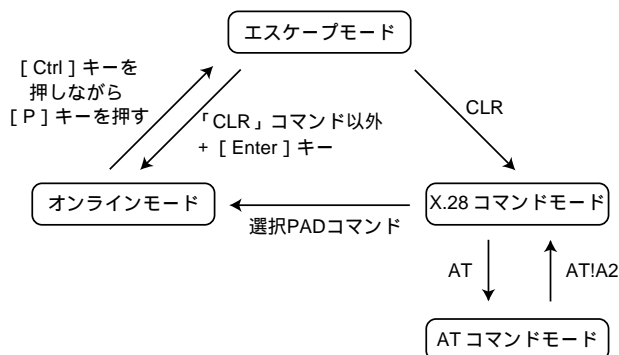 エスケープモード
[ Ctrl ] キーを
押しながら
[ P ] キーを押す
「CLR」コマンド以外
+ [ Enter ] キー
CLR
オンラインモード
選択PADコマンド
X.28 コマンドモード
AT
AT!A2
AT コマンドモード